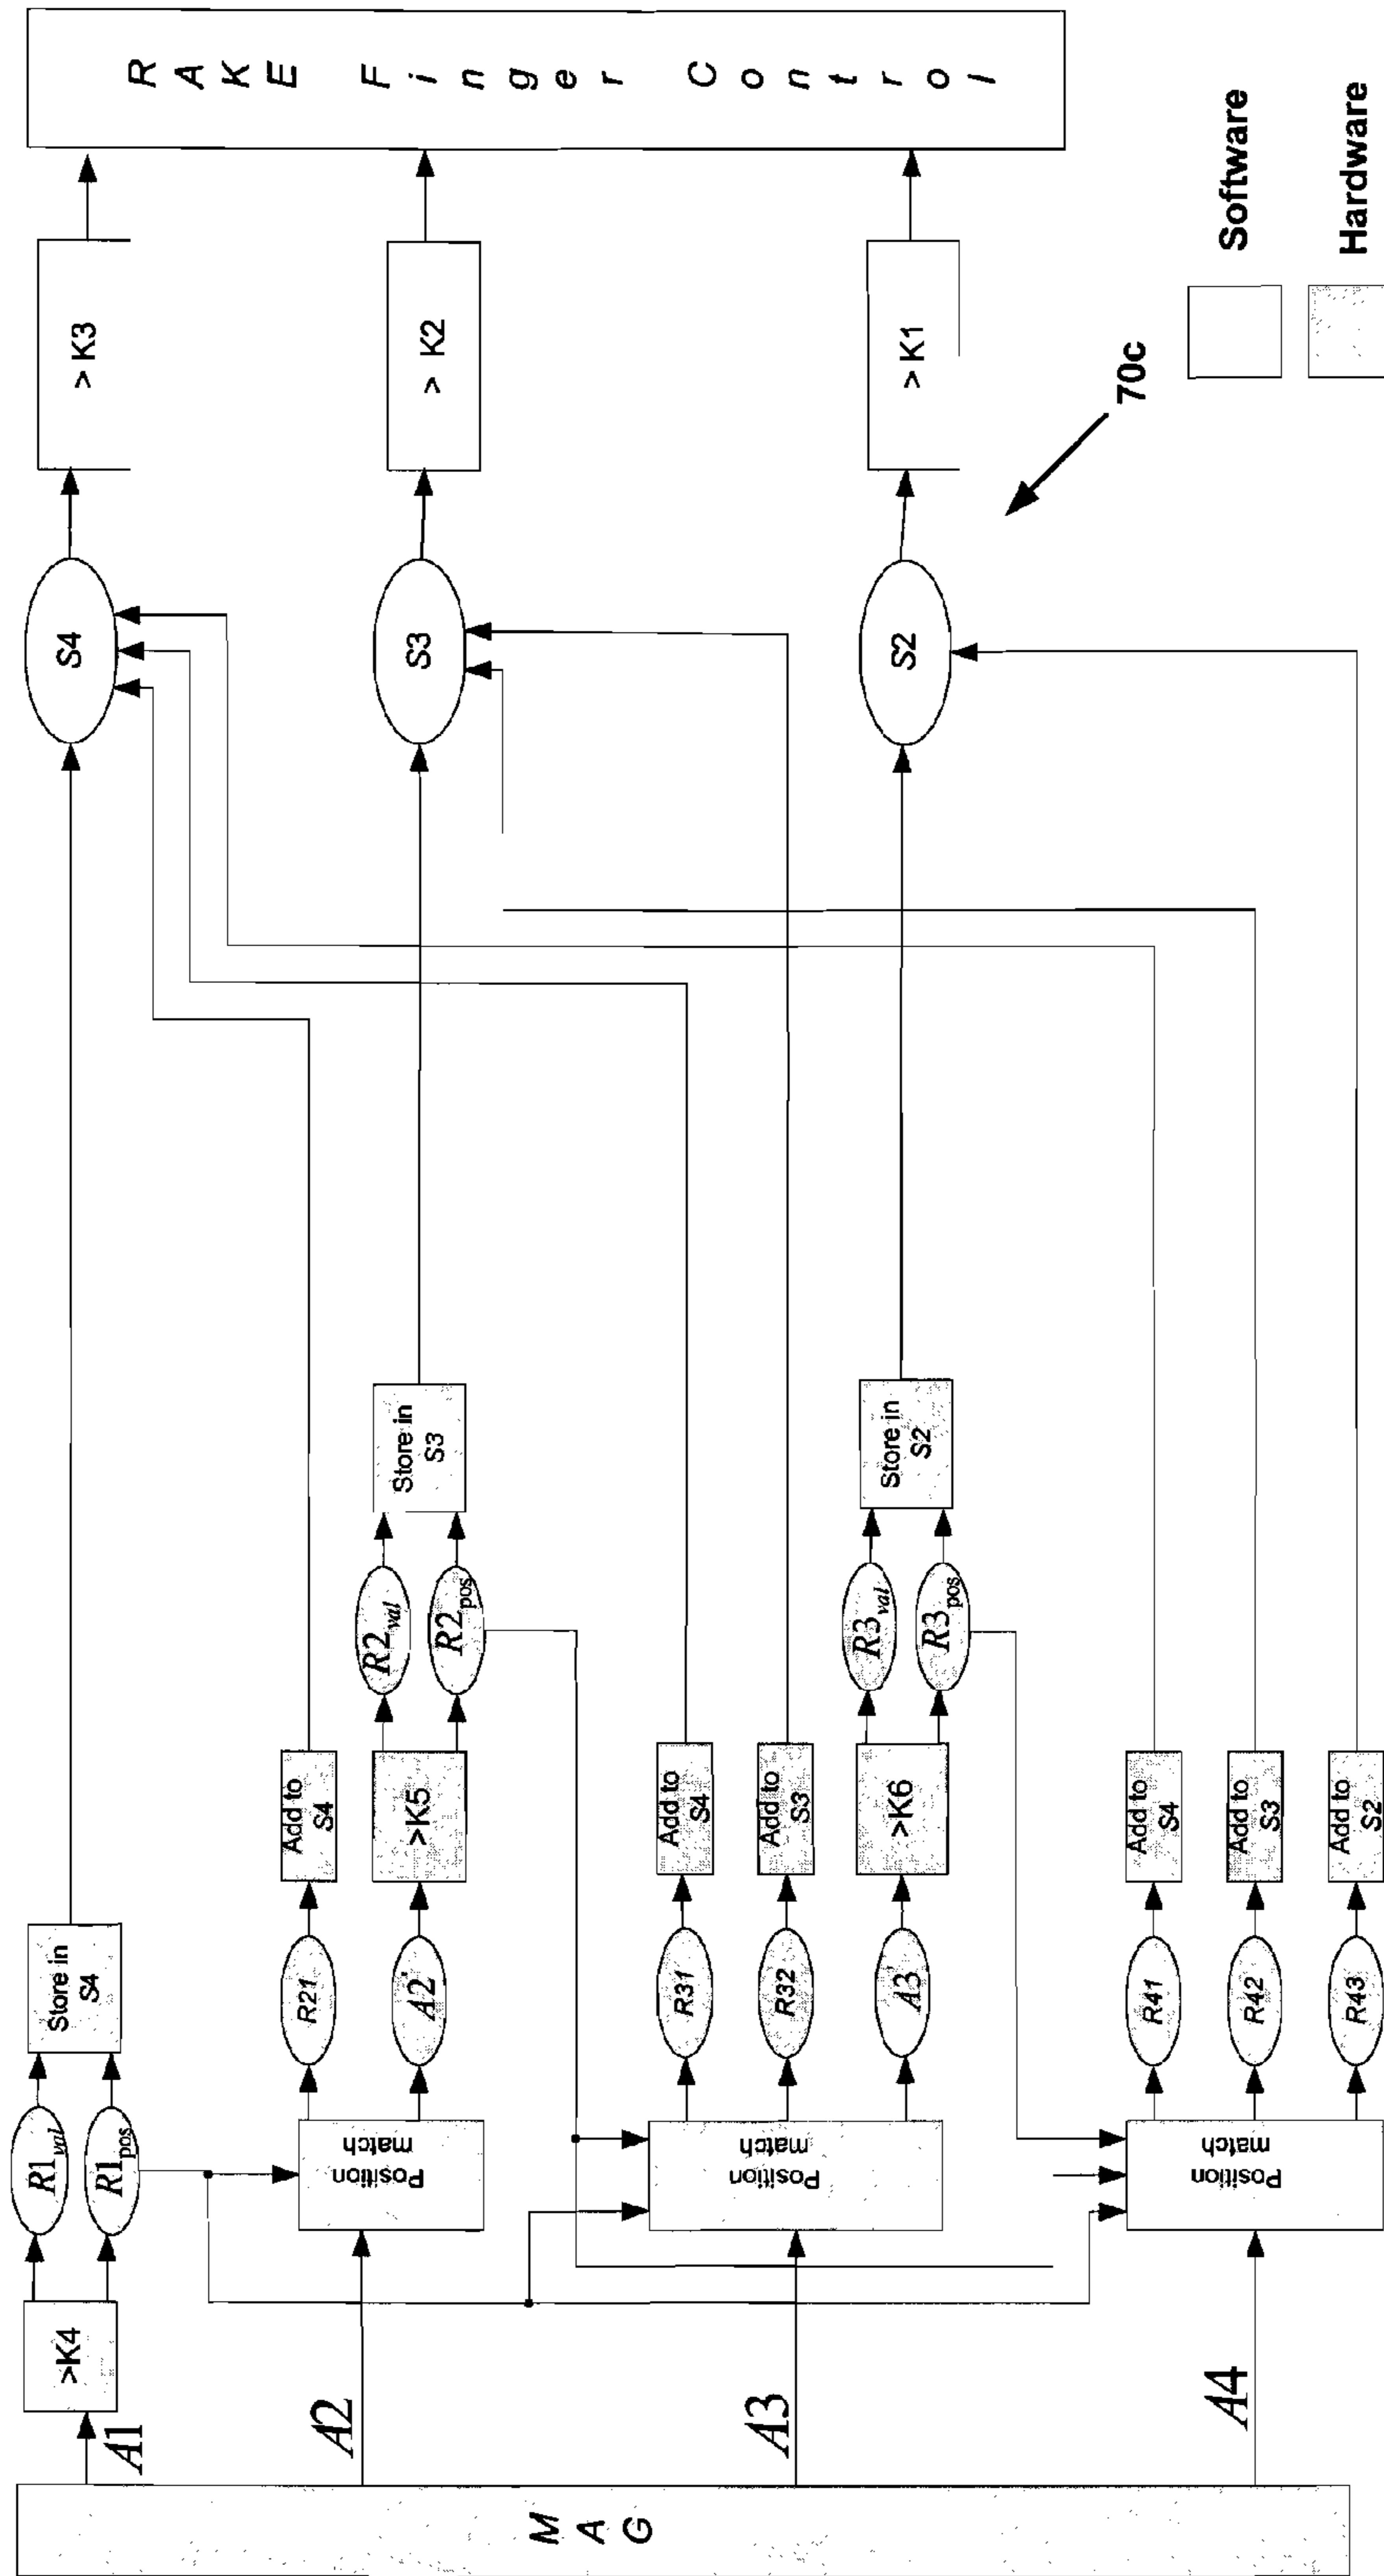 MAG
A1
>K4
R1val
R1pos
Store in
S4
S4
> K3
A2
Position
match
R21
Add to
S4
A2'
>K5
R2val
R2pos
Store in
S3
S3
> K2
A3
Position
match
R31
Add to
S4
R32
Add to
S3
A3'
>K6
R3val
R3pos
Store in
S2
S2
> K1
A4
Position
match
R41
Add to
S4
R42
Add to
S3
R43
Add to
S2
RAKE Finger Control
70c
Software
Hardware